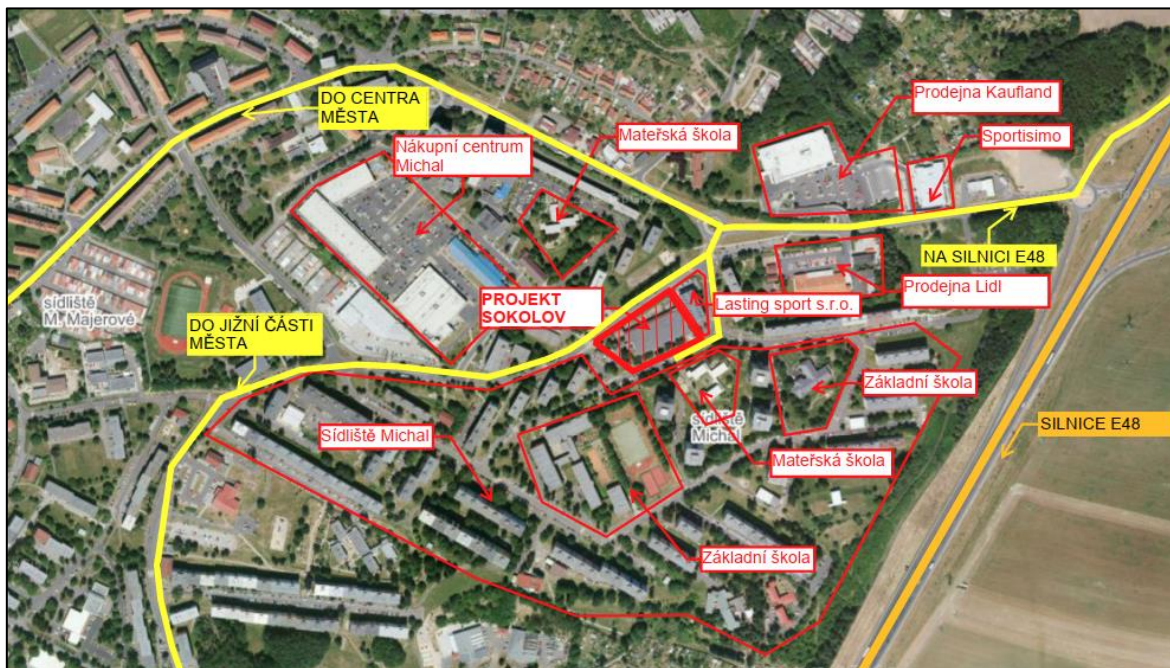 DO CENTRA
MĚSTA
Nákupní centrum
Michal
Mateřská škola
Prodejna Kaufland
Sportisimo
NA SILNICI E48
Prodejna Lidl
PROJEKT
SOKOLOV
Lasting sport s.r.o.
sídliště
M. Majerové
DO JIŽNÍ ČÁSTI
MĚSTA
Základní škola
sídliště
Michal
Sídliště Michal
Mateřská škola
SILNICE E48
Základní škola